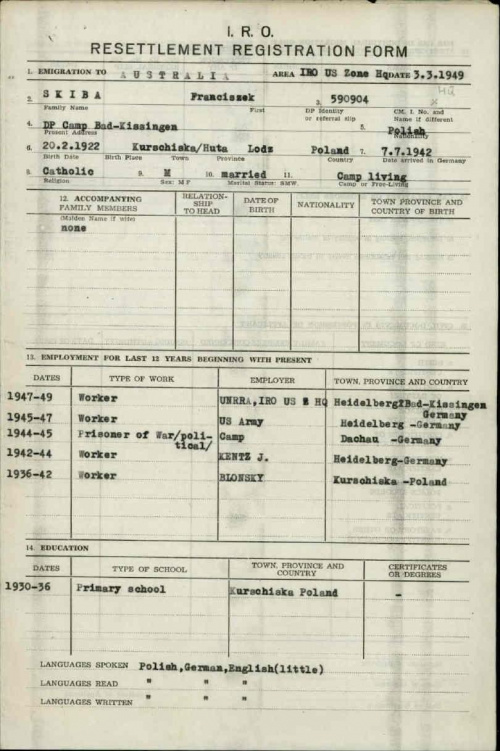 I. R. O.
RESETTLEMENT REGISTRATION FORM
1. EMIGRATION TO AUSTRALIA AREA IRO US Zone Hq DATE 3.3.1949
HQ
2. SKIBA Franciszek 3. 590904 x
Family Name First DP Identity or referral slip CM. I. No. and Name if different
4. DP Camp Bad-Kissingen 5. Polish
Present Address Nationality
6. 20.2.1922 Kurschiska/Huta Lodz Poland 7. 7.7.1942
Birth Date Birth Place Town Province Country Date arrived in Germany
8. Catholic 9. M 10. married 11. Camp living
Religion Sex: M F Marital Status: SMW Camp or Free-Living
12. ACCOMPANYING FAMILY MEMBERS (Maiden Name if wife) RELATION-SHIP TO HEAD DATE OF BIRTH NATIONALITY TOWN PROVINCE AND COUNTRY OF BIRTH
none
13. EMPLOYMENT FOR LAST 12 YEARS BEGINNING WITH PRESENT
DATES TYPE OF WORK EMPLOYER TOWN, PROVINCE AND COUNTRY
1947-49 Worker UNRRA,IRO US Z HQ Heidelberg/Bad-Kissingen Germany
1945-47 Worker US Army Heidelberg -Germany
1944-45 Prisoner of War/political/ Camp Dachau -Germany
1942-44 Worker KENTZ J. Heidelberg-Germany
1936-42 Worker BLONSKY Kurschiska -Poland
14. EDUCATION
DATES TYPE OF SCHOOL TOWN, PROVINCE AND COUNTRY CERTIFICATES OR DEGREES
1930-36 Primary school Kurschiska Poland -
LANGUAGES SPOKEN Polish,German,English(little)
LANGUAGES READ " " "
LANGUAGES WRITTEN " " "